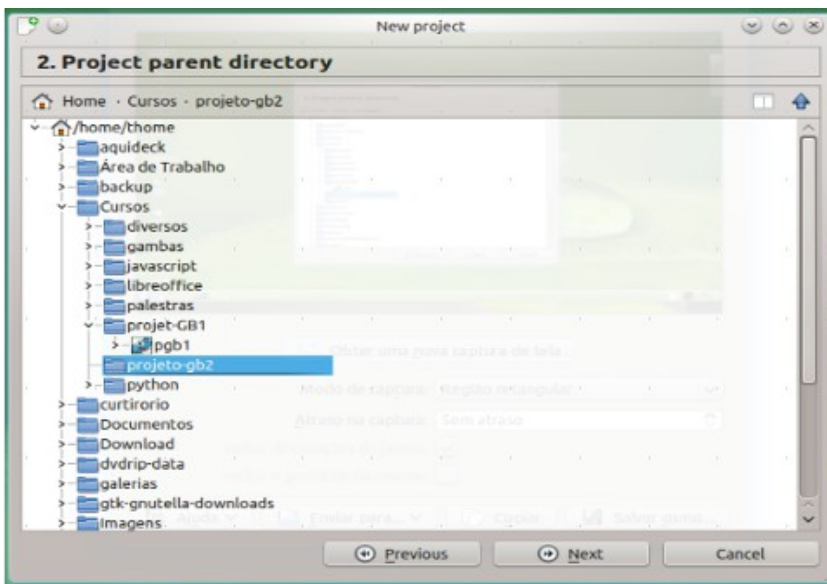 New project
2. Project parent directory
Home · Cursos · projeto-gb2
/home/thome
aquideck
Área de Trabalho
backup
Cursos
diversos
gambas
javascript
libreoffice
palestras
projet-GB1
pgb1
projeto-gb2
Obter uma nova captura de tela
python
Modo de captura: Região retangular
curtirorio
Documentos
Atraso na captura: Sem atraso
Download
dvdrip-data
galerias
gtk-gnutella-downloads
Imagens
Ajuda
Enviar para...
Copiar
Salvar como...
Previous
Next
Cancel